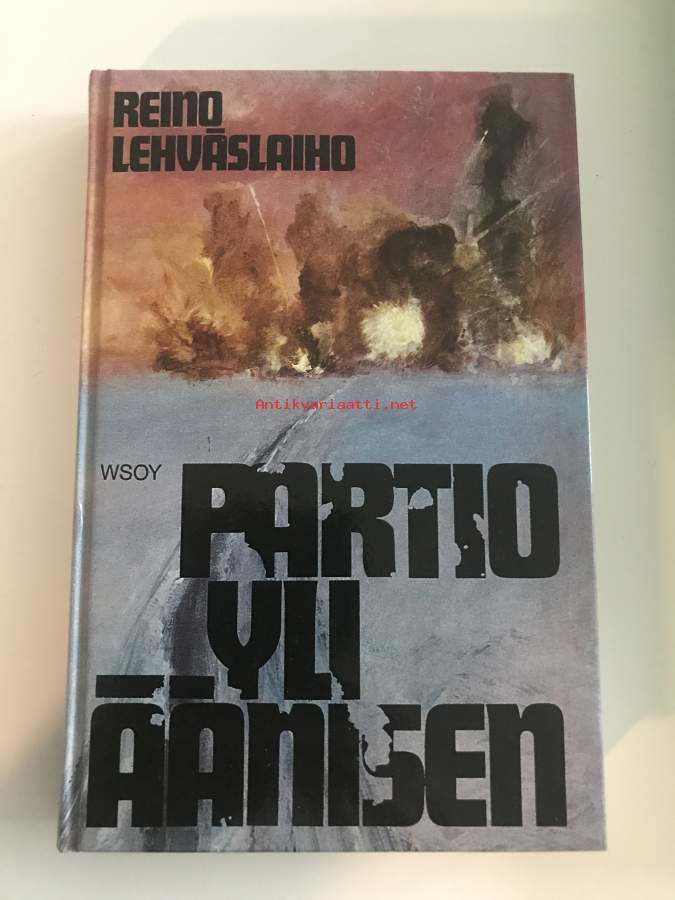 REINO
LEHVÄSLAIHO
Antikvariaatti.net
WSOY
PARTIO
YLI
ÄÄNISEN